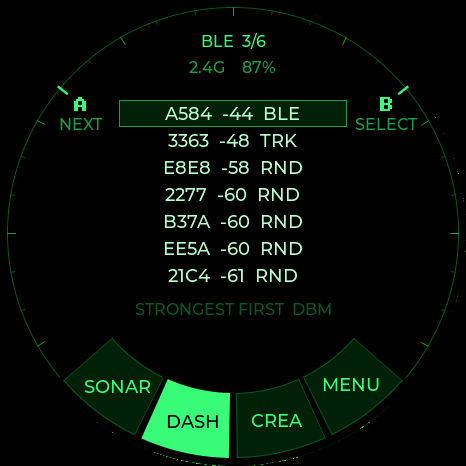 BLE 3/6
2.4G 87%
A B
NEXT SELECT
A584 -44 BLE
3363 -48 TRK
E8E8 -58 RND
2277 -60 RND
B37A -60 RND
EE5A -60 RND
21C4 -61 RND
STRONGEST FIRST DBM
SONAR DASH CREA MENU